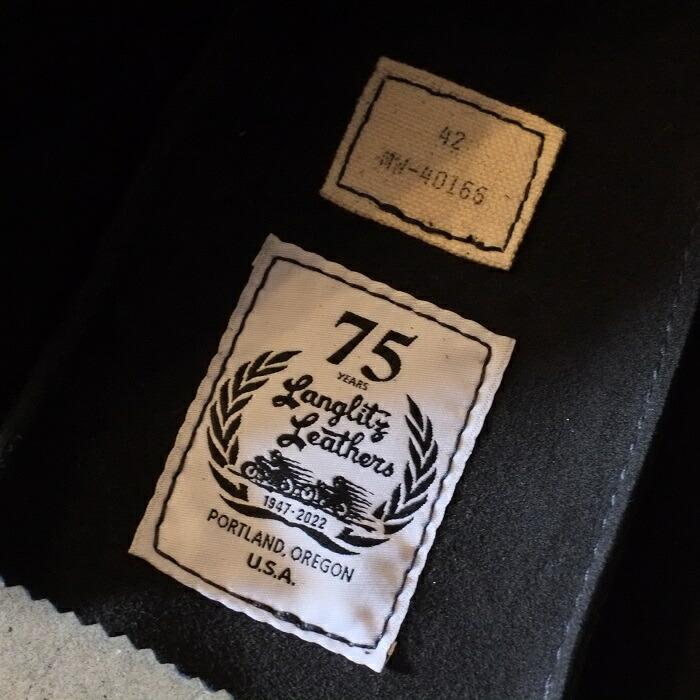 42
MW-40166
75
YEARS
Langlitz
Leathers
1947-2022
PORTLAND, OREGON
U.S.A.